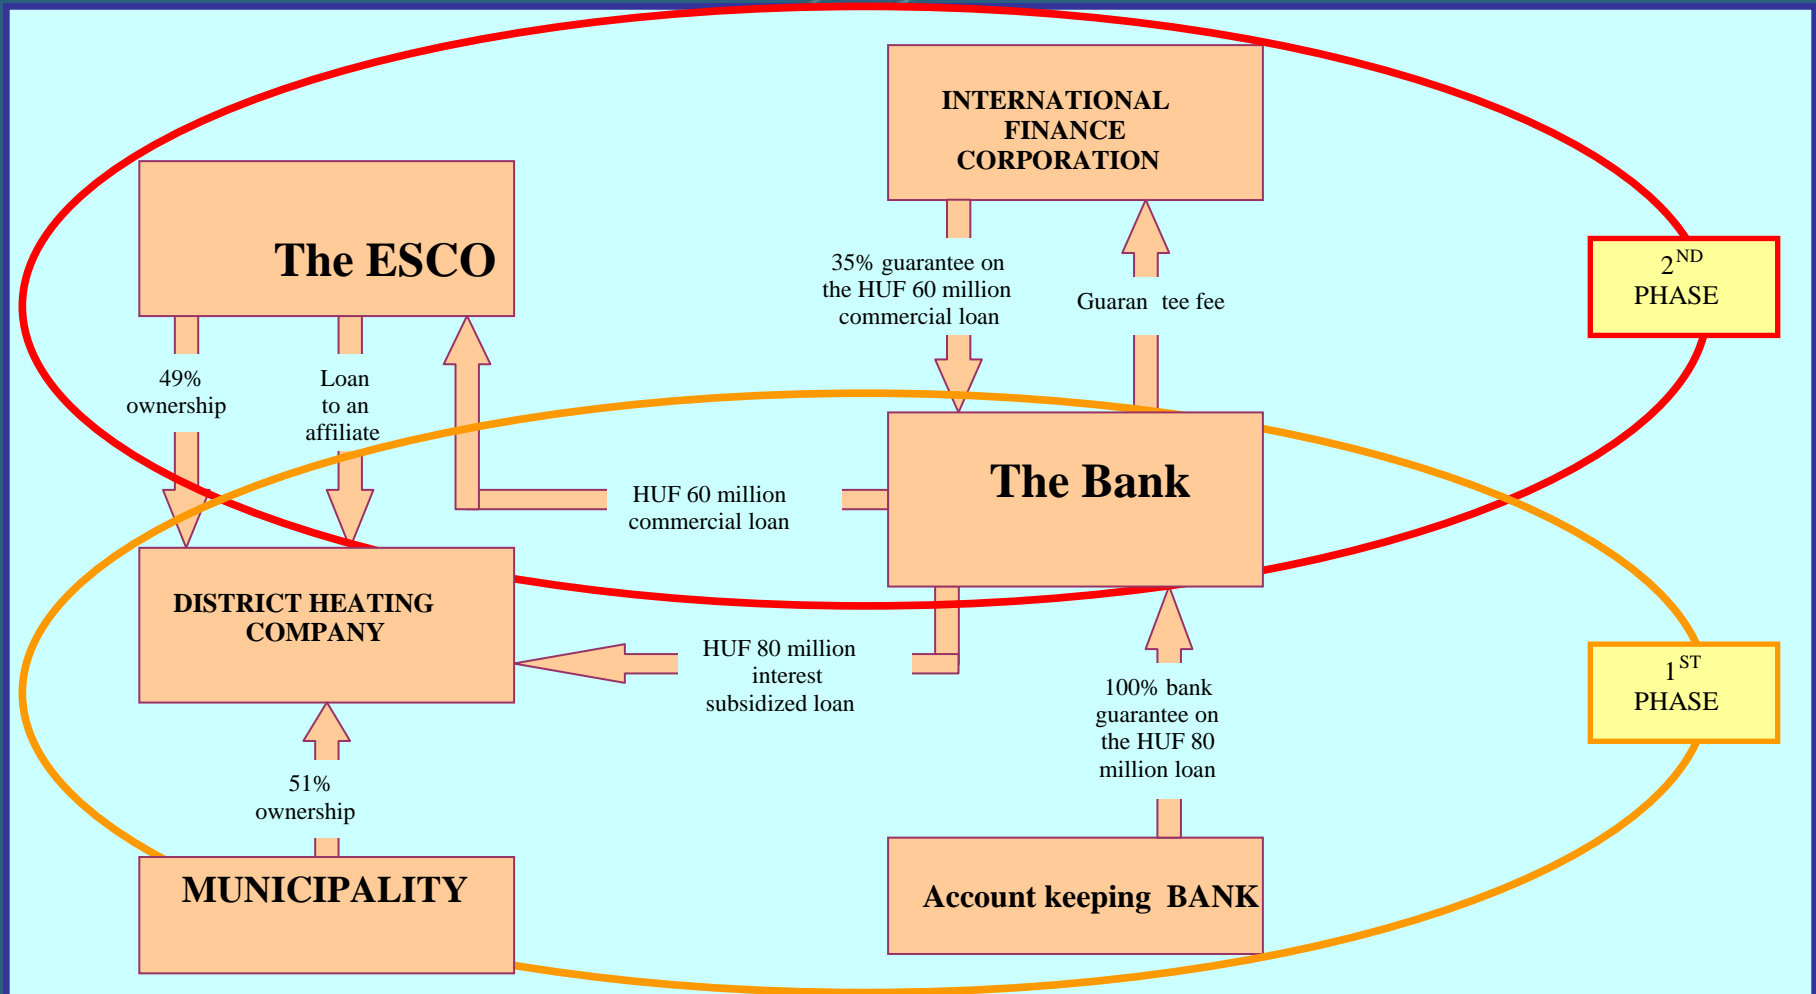 INTERNATIONAL
FINANCE
CORPORATION
The ESCO
35% guarantee on
the HUF 60 million
commercial loan
Guaran tee fee
2ND
PHASE
49%
ownership
Loan
to an
affiliate
The Bank
HUF 60 million
commercial loan
DISTRICT HEATING
COMPANY
HUF 80 million
interest
subsidized loan
1ST
PHASE
100% bank
guarantee on
the HUF 80
million loan
51%
ownership
MUNICIPALITY
Account keeping BANK